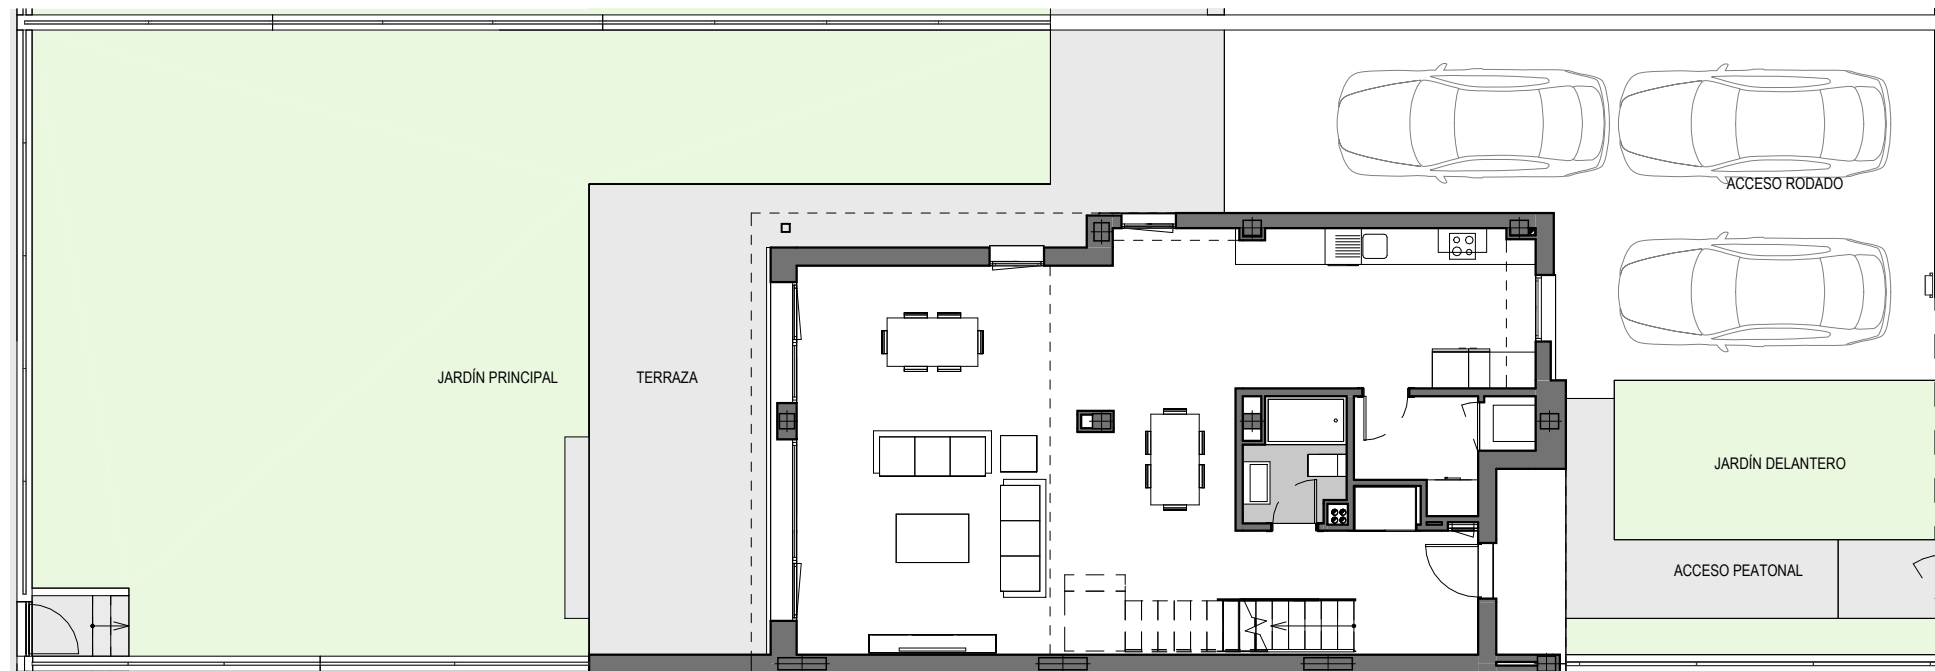 ACCESO RODADO
JARDÍN PRINCIPAL
TERRAZA
JARDÍN DELANTERO
ACCESO PEATONAL